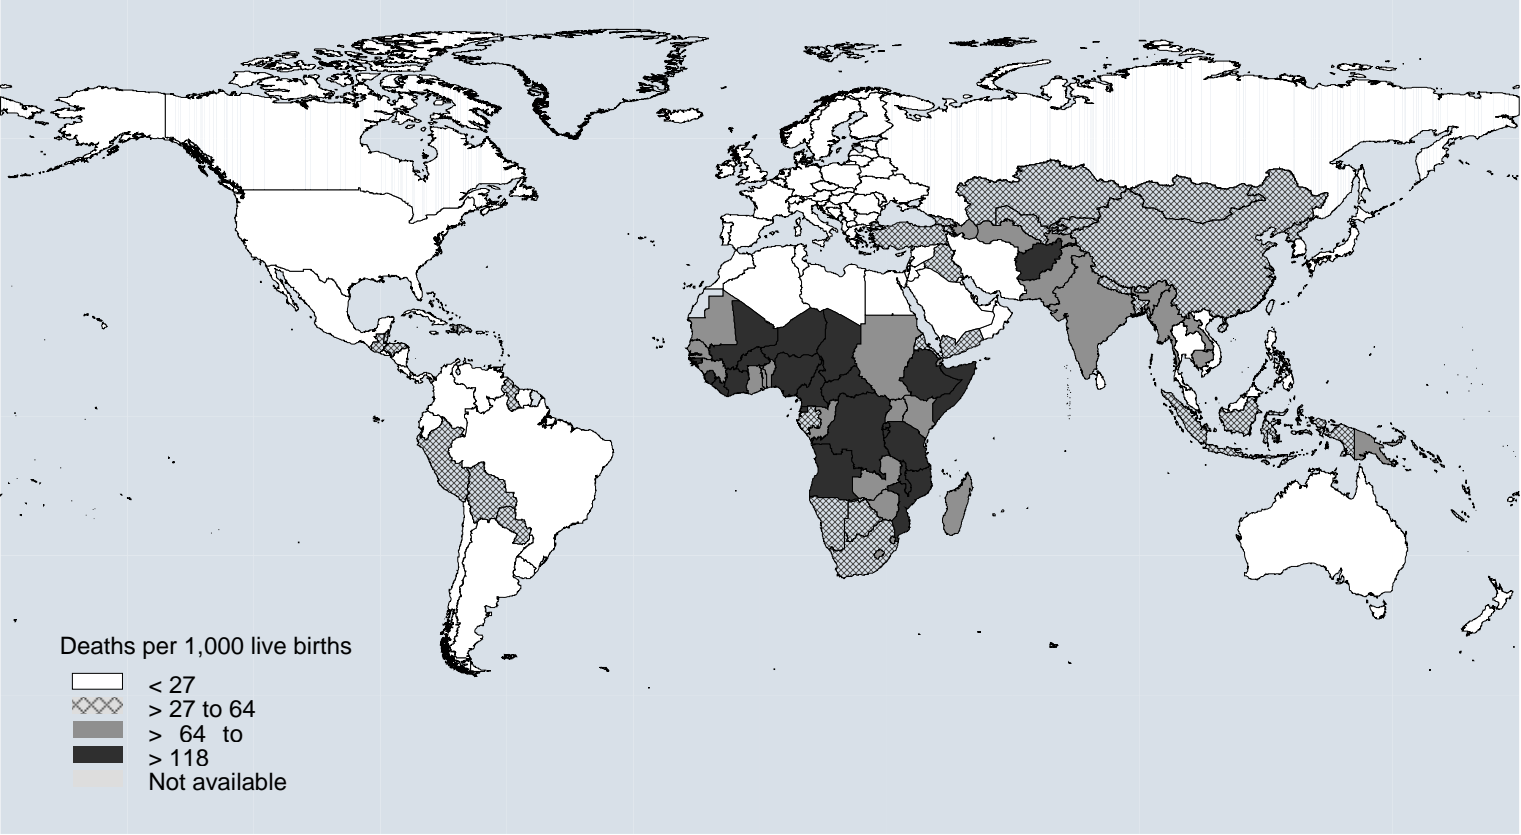 Deaths per 1,000 live births
< 27
> 27 to 64
> 64 to
> 118
Not available